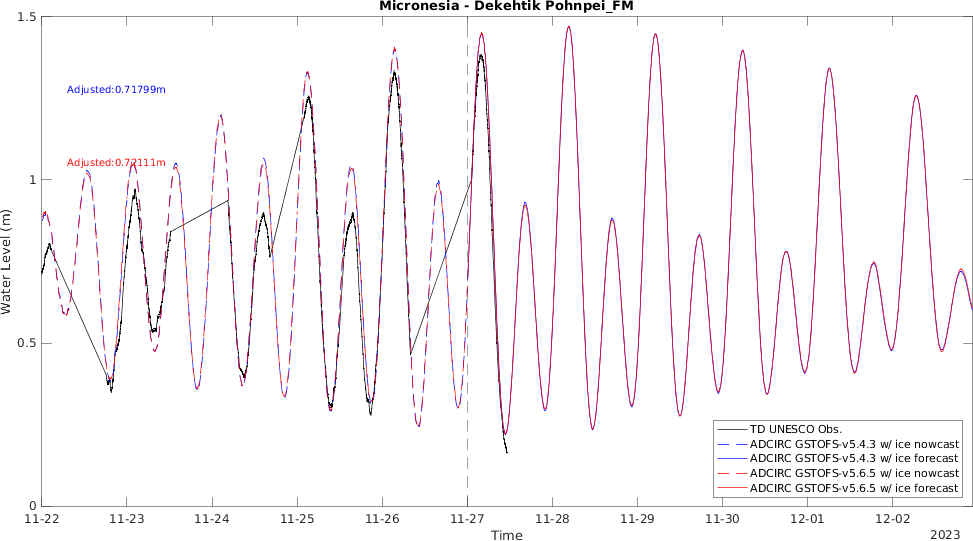 Micronesia - Dekehtik Pohnpei_FM
1.5
Adjusted:0.71799m
Adjusted:0.72111m
1
Water Level (m)
0.5
TD UNESCO Obs.
ADCIRC GSTOFS-v5.4.3 w/ ice nowcast
ADCIRC GSTOFS-v5.4.3 w/ ice forecast
ADCIRC GSTOFS-v5.6.5 w/ ice nowcast
ADCIRC GSTOFS-v5.6.5 w/ ice forecast
0
11-22 11-23 11-24 11-25 11-26 11-27 11-28 11-29 11-30 12-01 12-02
Time
2023